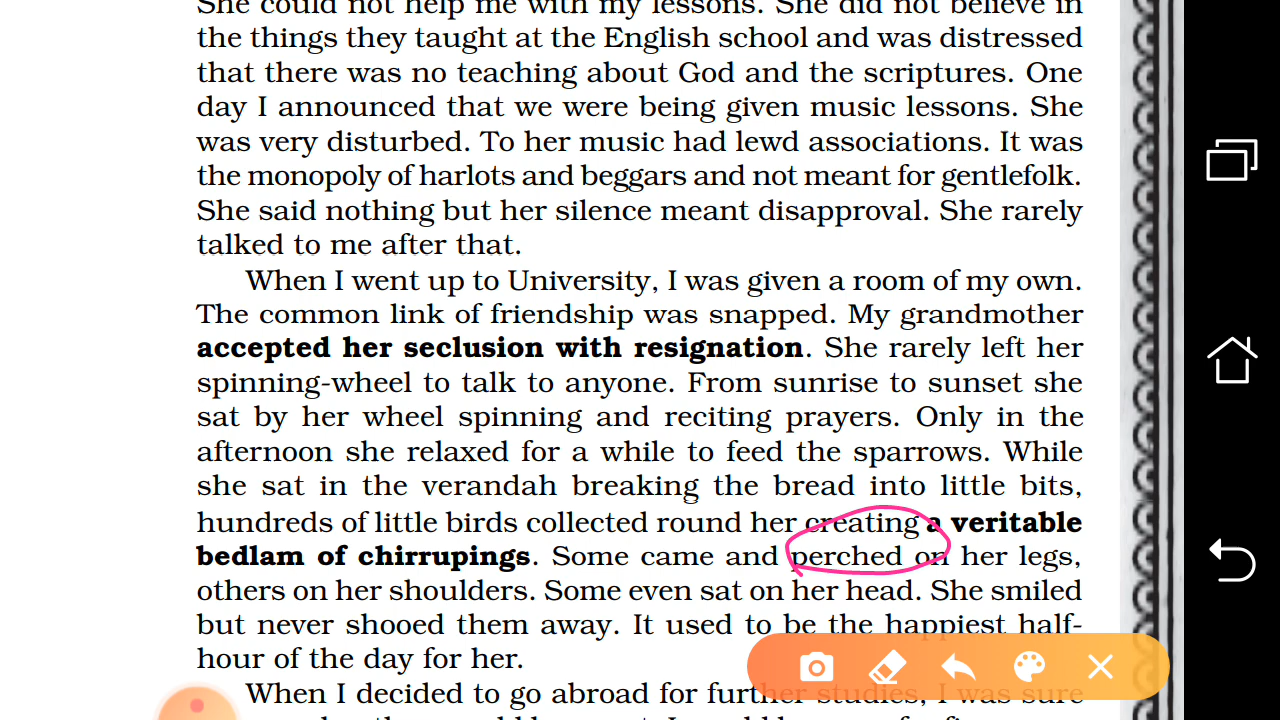 She could not help me with my lessons. She did not believe in
the things they taught at the English school and was distressed
that there was no teaching about God and the scriptures. One
day I announced that we were being given music lessons. She
was very disturbed. To her music had lewd associations. It was
the monopoly of harlots and beggars and not meant for gentlefolk.
She said nothing but her silence meant disapproval. She rarely
talked to me after that.
When I went up to University, I was given a room of my own.
The common link of friendship was snapped. My grandmother
accepted her seclusion with resignation. She rarely left her
spinning-wheel to talk to anyone. From sunrise to sunset she
sat by her wheel spinning and reciting prayers. Only in the
afternoon she relaxed for a while to feed the sparrows. While
she sat in the verandah breaking the bread into little bits,
hundreds of little birds collected round her creating a veritable
bedlam of chirrupings. Some came and perched on her legs,
others on her shoulders. Some even sat on her head. She smiled
but never shooed them away. It used to be the happiest half-
hour of the day for her.
When I decided to go abroad for further studies, I was sure